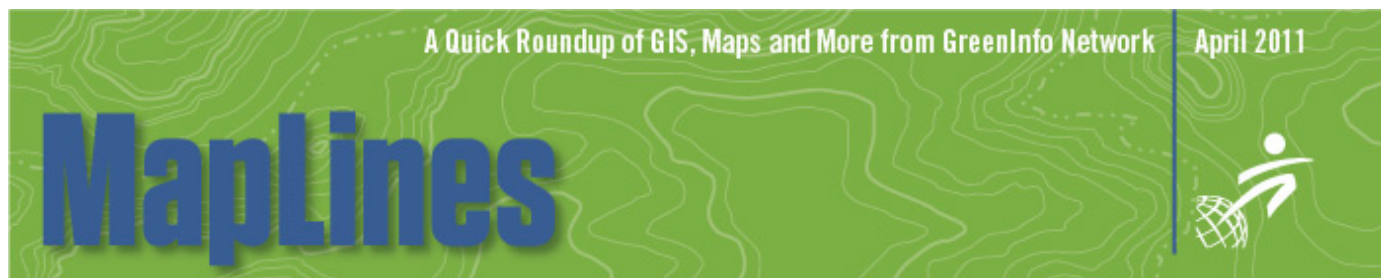 A Quick Roundup of GIS, Maps and More from GreenInfo Network
April 2011
MapLines